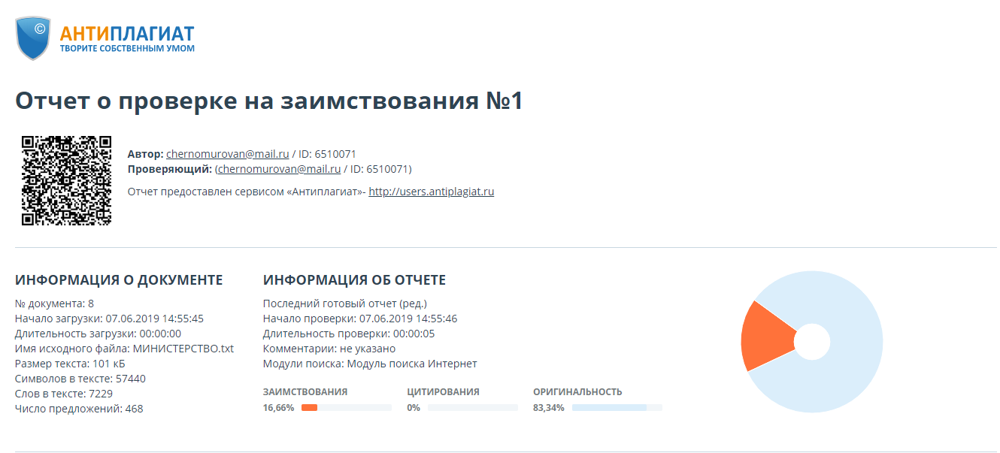 ©
АНТИПЛАГИАТ
ТВОРИТЕ СОБСТВЕННЫМ УМОМ
Отчет о проверке на заимствования №1
Автор: chernomurovan@mail.ru / ID: 6510071
Проверяющий: (chernomurovan@mail.ru / ID: 6510071)
Отчет предоставлен сервисом «Антиплагиат»- http://users.antiplagiat.ru
ИНФОРМАЦИЯ О ДОКУМЕНТЕ
№ документа: 8
Начало загрузки: 07.06.2019 14:55:45
Длительность загрузки: 00:00:00
Имя исходного файла: МИНИСТЕРСТВО.txt
Размер текста: 101 кБ
Символов в тексте: 57440
Слов в тексте: 7229
Число предложений: 468
ИНФОРМАЦИЯ ОБ ОТЧЕТЕ
Последний готовый отчет (ред.)
Начало проверки: 07.06.2019 14:55:46
Длительность проверки: 00:00:05
Комментарии: не указано
Модули поиска: Модуль поиска Интернет
ЗАИМСТВОВАНИЯ
16,66%
ЦИТИРОВАНИЯ
0%
ОРИГИНАЛЬНОСТЬ
83,34%